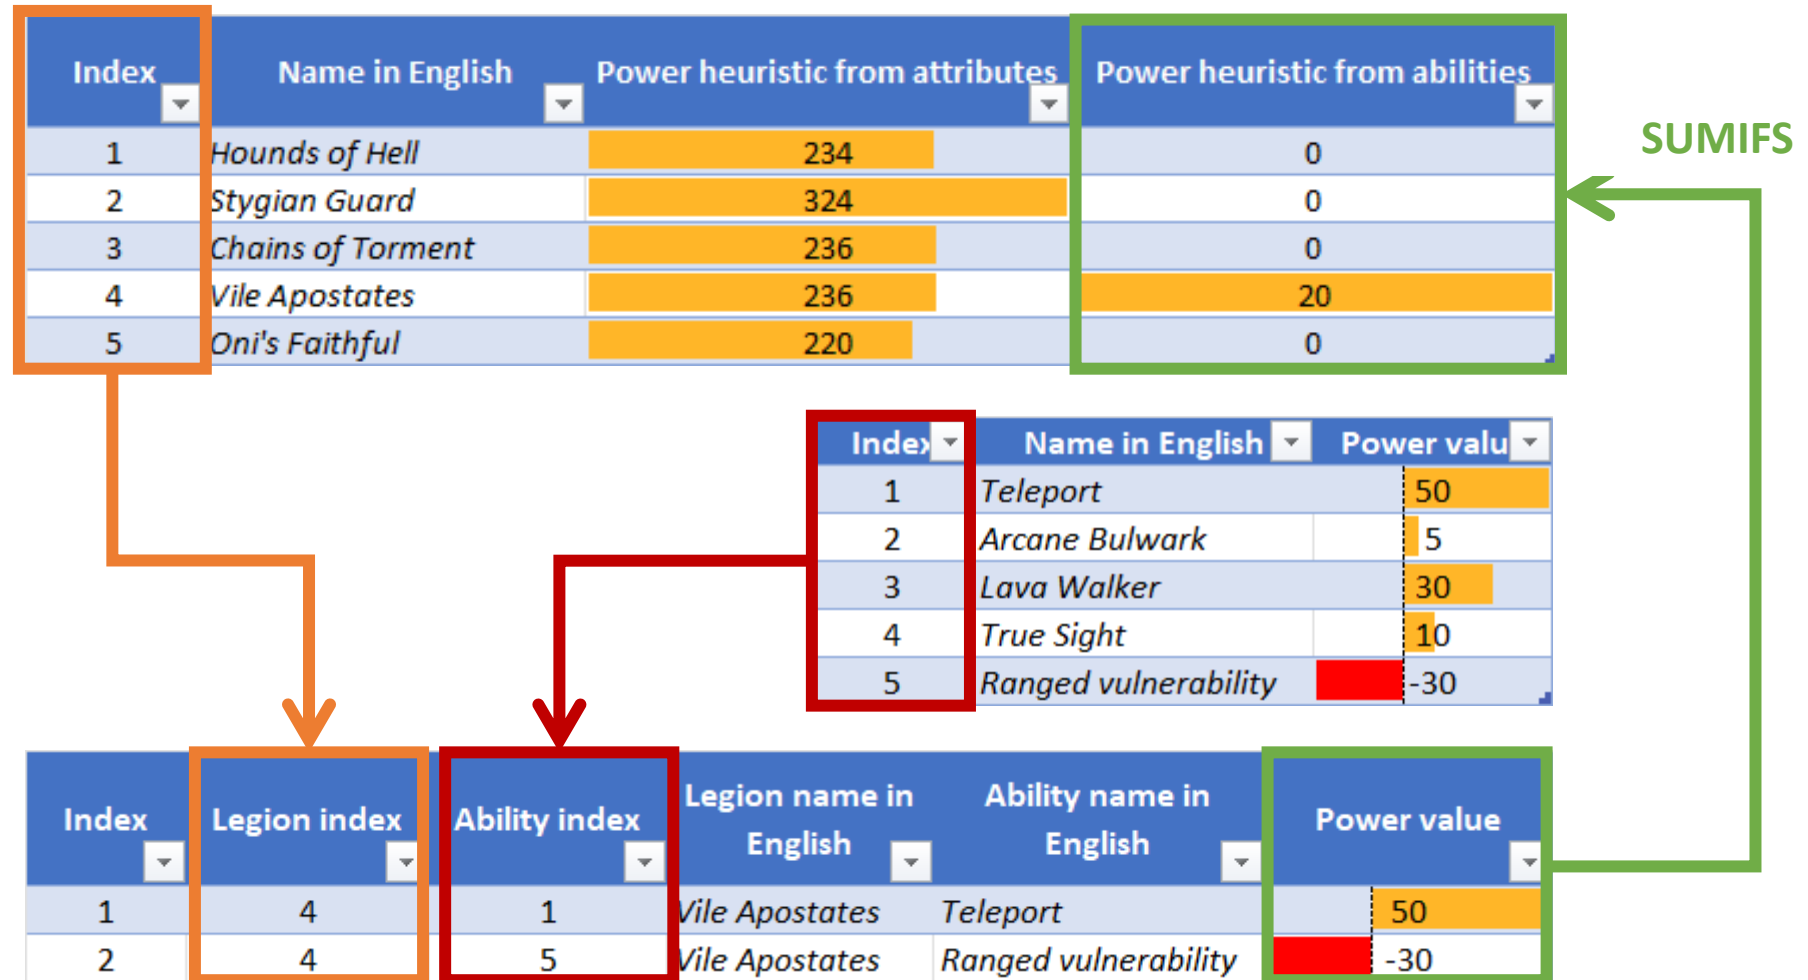 Index Name in English Power heuristic from attributes Power heuristic from abilities
1 Hounds of Hell 234 0
SUMIFS
2 Stygian Guard 324 0
3 Chains of Torment 236 0
4 Vile Apostates 236 20
5 Oni's Faithful 220 0
Index Name in English Power valu
1 Teleport 50
2 Arcane Bulwark 5
3 Lava Walker 30
4 True Sight 10
5 Ranged vulnerability -30
Index Legion index Ability index Legion name in English Ability name in English Power value
1 4 1 Vile Apostates Teleport 50
2 4 5 Vile Apostates Ranged vulnerability -30